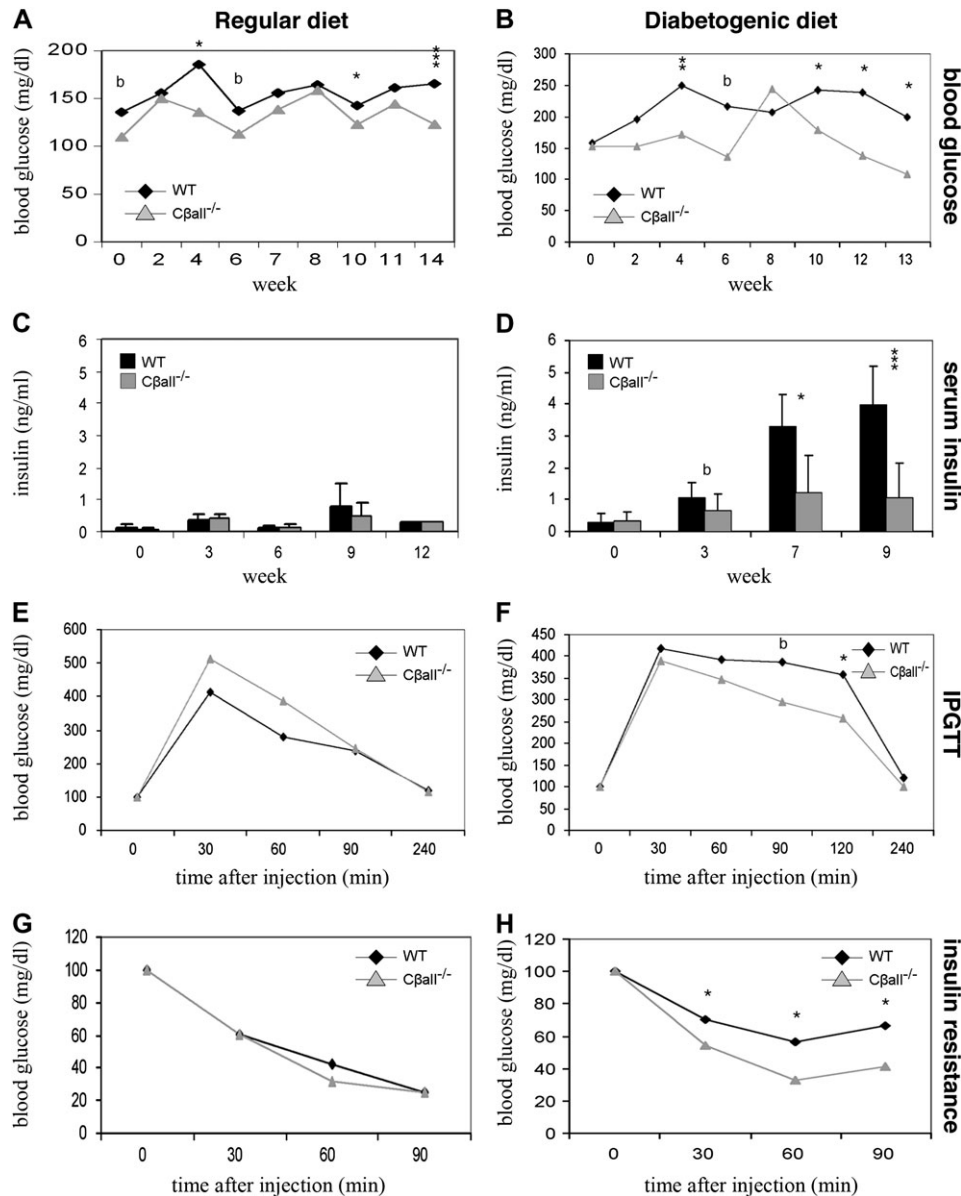 Regular diet
Diabetogenic diet
A
200
150
100
50
0
blood glucose (mg/dl)
b
*
b
*
***
WT
Cβall-/-
0 2 4 6 7 8 10 11 14
week
B
300
250
200
150
100
50
0
blood glucose (mg/dl)
**
b
*
*
*
WT
Cβall-/-
0 2 4 6 8 10 12 13
week
blood glucose
C
6
5
4
3
2
1
0
insulin (ng/ml)
WT
Cβall-/-
0 3 6 9 12
week
D
6
5
4
3
2
1
0
insulin (ng/ml)
WT
Cβall-/-
b
*
***
0 3 7 9
week
serum insulin
E
600
500
400
300
200
100
0
blood glucose (mg/dl)
WT
Cβall-/-
0 30 60 90 240
time after injection (min)
F
450
400
350
300
250
200
150
100
50
0
blood glucose (mg/dl)
b
*
WT
Cβall-/-
0 30 60 90 120 240
time after injection (min)
IPGTT
G
120
100
80
60
40
20
0
blood glucose (mg/dl)
WT
Cβall-/-
0 30 60 90
time after injection (min)
H
120
100
80
60
40
20
0
blood glucose (mg/dl)
WT
Cβall-/-
*
*
*
0 30 60 90
time after injection (min)
insulin resistance